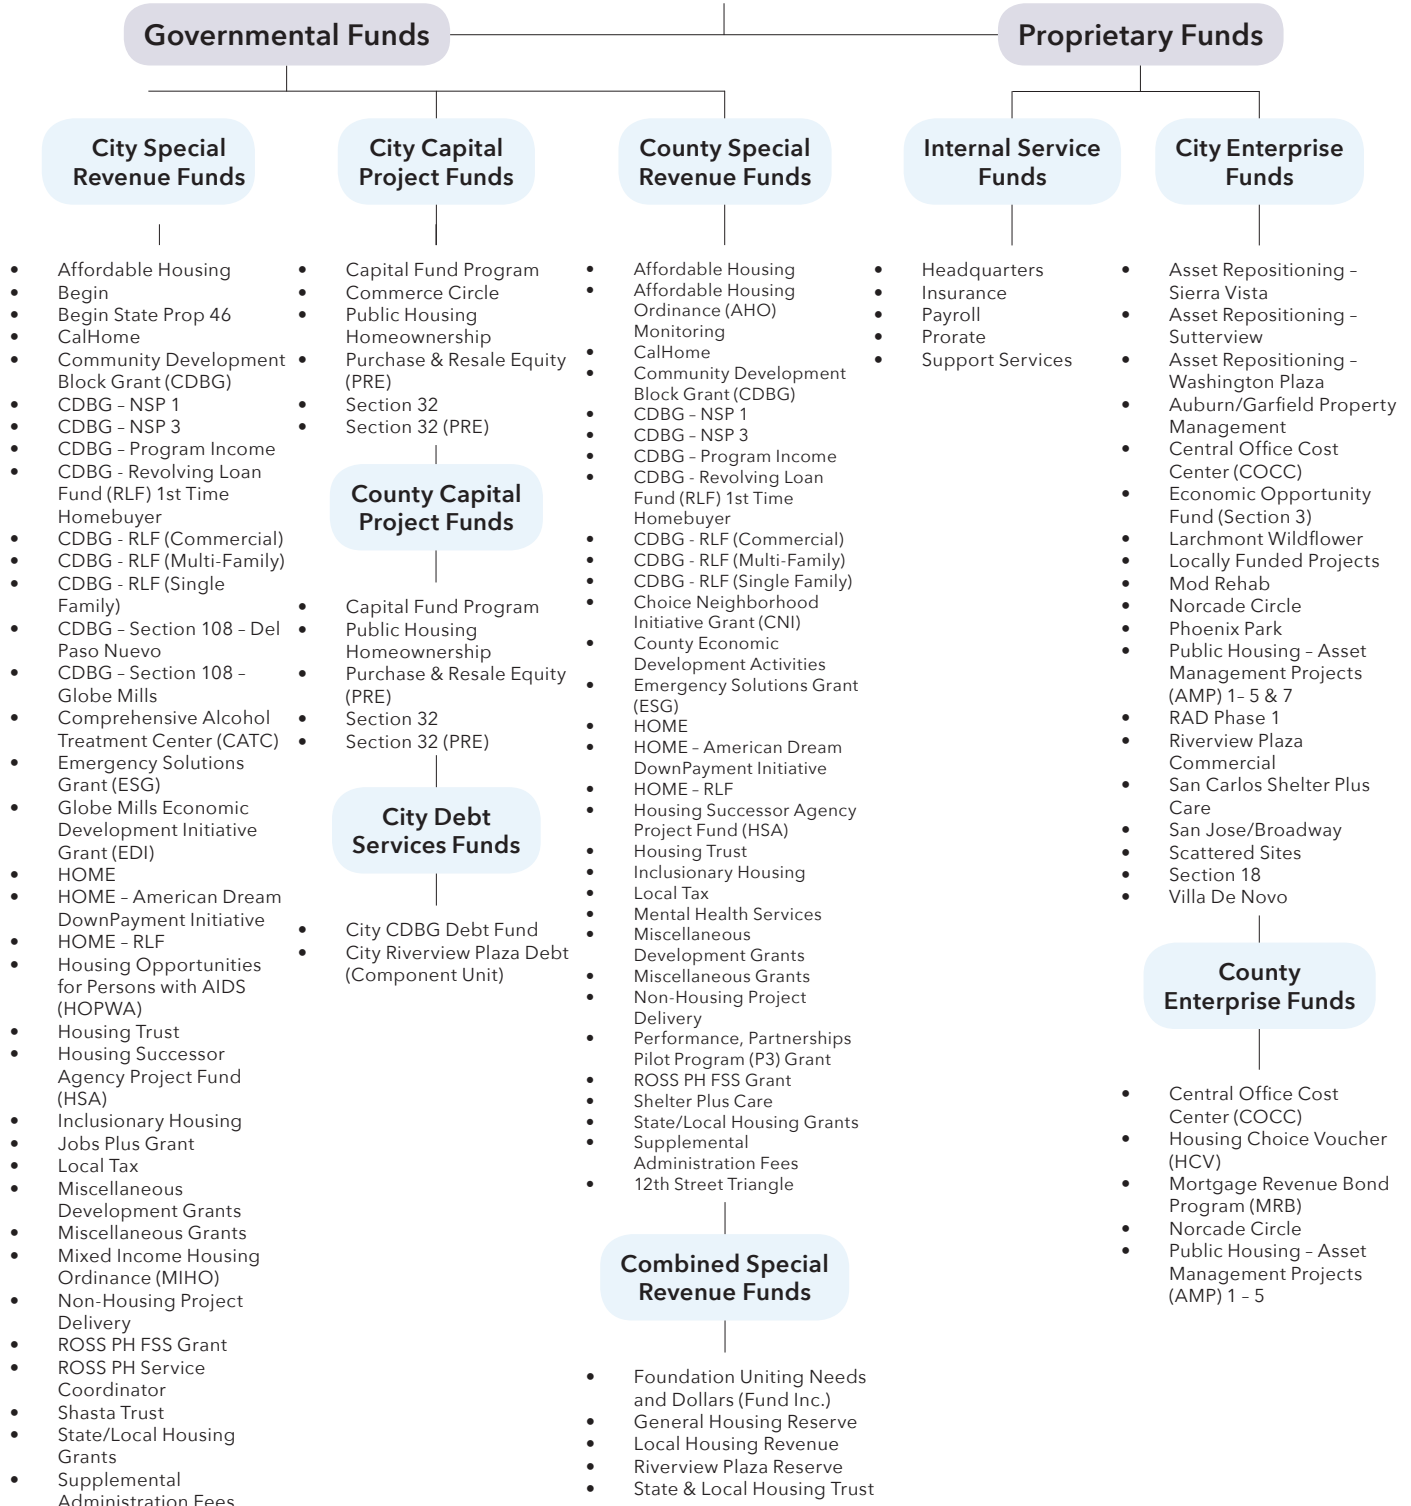 Governmental Funds
Proprietary Funds
City Special
Revenue Funds
• Affordable Housing
• Begin
• Begin State Prop 46
• CalHome
• Community Development
Block Grant (CDBG)
• CDBG – NSP 1
• CDBG – NSP 3
• CDBG – Program Income
• CDBG - Revolving Loan
Fund (RLF) 1st Time
Homebuyer
• CDBG - RLF (Commercial)
• CDBG - RLF (Multi-Family)
• CDBG - RLF (Single
Family)
• CDBG – Section 108 – Del
Paso Nuevo
• CDBG – Section 108 –
Globe Mills
• Comprehensive Alcohol
Treatment Center (CATC)
• Emergency Solutions
Grant (ESG)
• Globe Mills Economic
Development Initiative
Grant (EDI)
• HOME
• HOME – American Dream
DownPayment Initiative
• HOME – RLF
• Housing Opportunities
for Persons with AIDS
(HOPWA)
• Housing Trust
• Housing Successor
Agency Project Fund
(HSA)
• Inclusionary Housing
• Jobs Plus Grant
• Local Tax
• Miscellaneous
Development Grants
• Miscellaneous Grants
• Mixed Income Housing
Ordinance (MIHO)
• Non-Housing Project
Delivery
• ROSS PH FSS Grant
• ROSS PH Service
Coordinator
• Shasta Trust
• State/Local Housing
Grants
• Supplemental
Administration Fees
City Capital
Project Funds
• Capital Fund Program
• Commerce Circle
• Public Housing
Homeownership
• Purchase & Resale Equity
(PRE)
• Section 32
• Section 32 (PRE)
County Capital
Project Funds
• Capital Fund Program
• Public Housing
Homeownership
• Purchase & Resale Equity
(PRE)
• Section 32
• Section 32 (PRE)
City Debt
Services Funds
• City CDBG Debt Fund
• City Riverview Plaza Debt
(Component Unit)
County Special
Revenue Funds
• Affordable Housing
• Affordable Housing
Ordinance (AHO)
Monitoring
• CalHome
• Community Development
Block Grant (CDBG)
• CDBG – NSP 1
• CDBG – NSP 3
• CDBG – Program Income
• CDBG - Revolving Loan
Fund (RLF) 1st Time
Homebuyer
• CDBG - RLF (Commercial)
• CDBG - RLF (Multi-Family)
• CDBG - RLF (Single Family)
• Choice Neighborhood
Initiative Grant (CNI)
• County Economic
Development Activities
• Emergency Solutions Grant
(ESG)
• HOME
• HOME – American Dream
DownPayment Initiative
• HOME – RLF
• Housing Successor Agency
Project Fund (HSA)
• Housing Trust
• Inclusionary Housing
• Local Tax
• Mental Health Services
• Miscellaneous
Development Grants
• Miscellaneous Grants
• Non-Housing Project
Delivery
• Performance, Partnerships
Pilot Program (P3) Grant
• ROSS PH FSS Grant
• Shelter Plus Care
• State/Local Housing Grants
• Supplemental
Administration Fees
• 12th Street Triangle
Combined Special
Revenue Funds
• Foundation Uniting Needs
and Dollars (Fund Inc.)
• General Housing Reserve
• Local Housing Revenue
• Riverview Plaza Reserve
• State & Local Housing Trust
Internal Service
Funds
• Headquarters
• Insurance
• Payroll
• Prorate
• Support Services
City Enterprise
Funds
• Asset Repositioning –
Sierra Vista
• Asset Repositioning –
Sutterview
• Asset Repositioning –
Washington Plaza
• Auburn/Garfield Property
Management
• Central Office Cost
Center (COCC)
• Economic Opportunity
Fund (Section 3)
• Larchmont Wildflower
• Locally Funded Projects
• Mod Rehab
• Norcade Circle
• Phoenix Park
• Public Housing – Asset
Management Projects
(AMP) 1– 5 & 7
• RAD Phase 1
• Riverview Plaza
Commercial
• San Carlos Shelter Plus
Care
• San Jose/Broadway
• Scattered Sites
• Section 18
• Villa De Novo
County
Enterprise Funds
• Central Office Cost
Center (COCC)
• Housing Choice Voucher
(HCV)
• Mortgage Revenue Bond
Program (MRB)
• Norcade Circle
• Public Housing – Asset
Management Projects
(AMP) 1 – 5